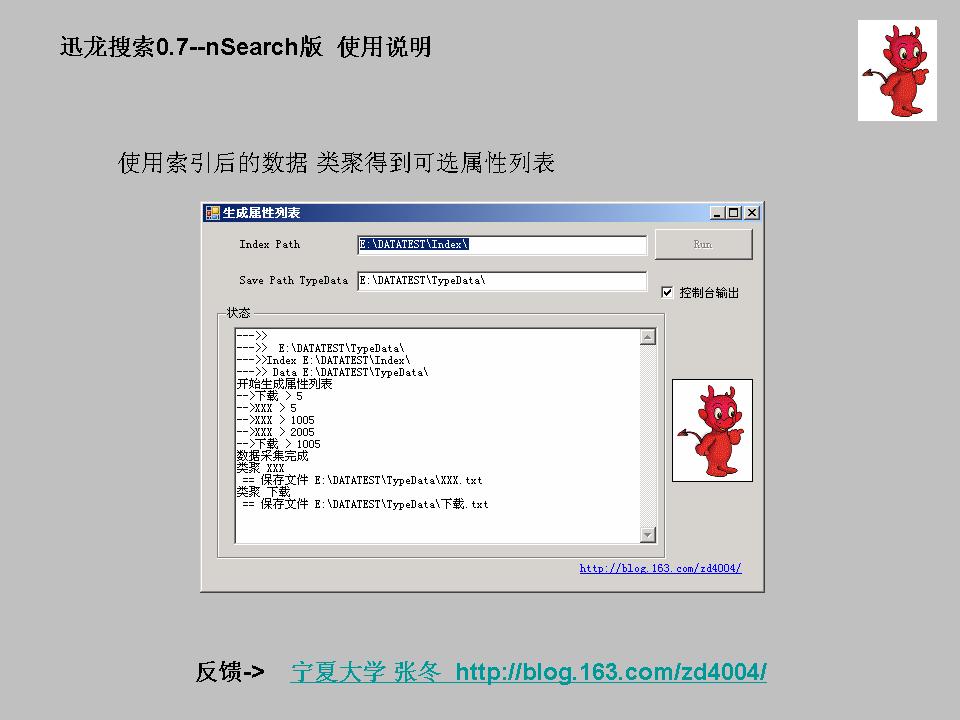 迅龙搜索0.7--nSearch版  使用说明
使用索引后的数据 类聚得到可选属性列表
生成属性列表
Index Path
E:\DATATEST\Index\
Run
Save Path TypeData
E:\DATATEST\TypeData\
控制台输出
状态
--->>
--->>  E:\DATATEST\TypeData\
--->>Index E:\DATATEST\Index\
--->> Data E:\DATATEST\TypeData\
开始生成属性列表
-->下载 > 5
-->XXX > 5
-->XXX > 1005
-->XXX > 2005
-->下载 > 1005
数据采集完成
类聚 XXX
 == 保存文件 E:\DATATEST\TypeData\XXX.txt
类聚 下载
 == 保存文件 E:\DATATEST\TypeData\下载.txt
http://blog.163.com/zd4004/
反馈->  宁夏大学 张冬  http://blog.163.com/zd4004/